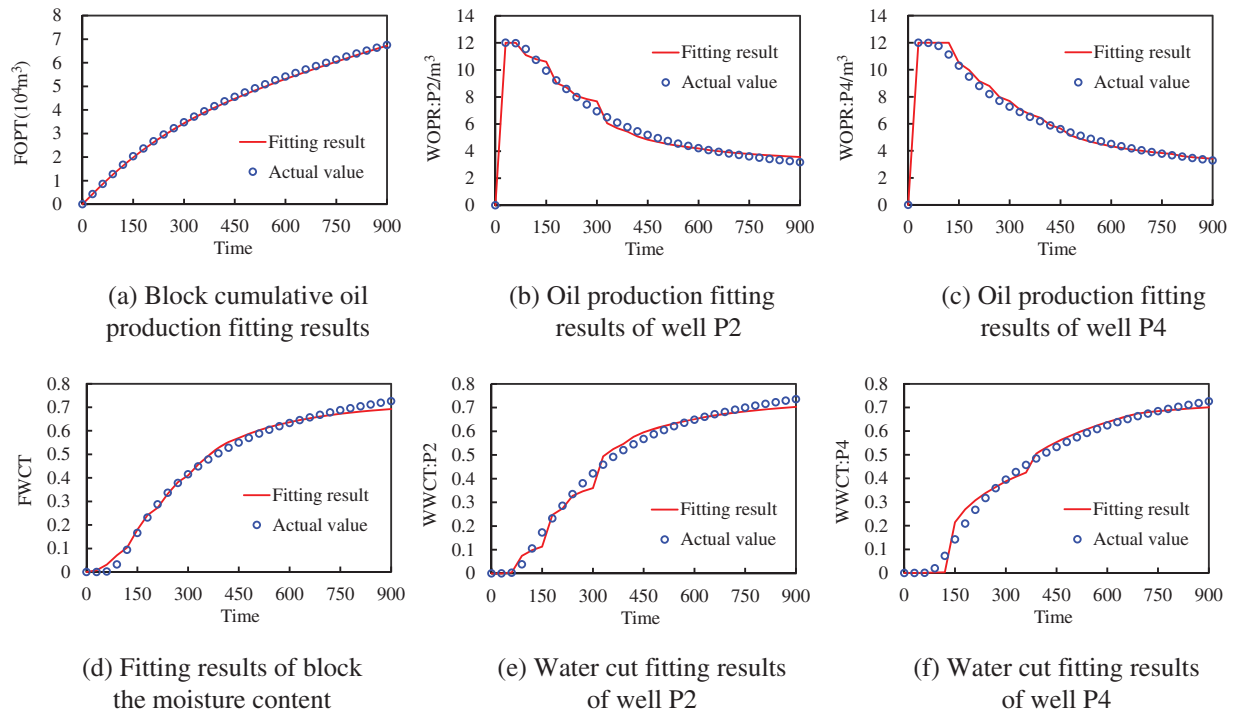 8
7
6
5
4
3
2
1
0
FOPT(10⁴m³)
Fitting result
Actual value
0 150 300 450 600 750 900
Time
(a) Block cumulative oil
production fitting results
14
12
10
8
6
4
2
0
WOPR:P2/m³
Fitting result
Actual value
0 150 300 450 600 750 900
Time
(b) Oil production fitting
results of well P2
14
12
10
8
6
4
2
0
WOPR:P4/m³
Fitting result
Actual value
0 150 300 450 600 750 900
Time
(c) Oil production fitting
results of well P4
0.8
0.7
0.6
0.5
0.4
0.3
0.2
0.1
0
FWCT
Fitting result
Actual value
0 150 300 450 600 750 900
Time
(d) Fitting results of block
the moisture content
0.8
0.7
0.6
0.5
0.4
0.3
0.2
0.1
0
WWCT:P2
Fitting result
Actual value
0 150 300 450 600 750 900
Time
(e) Water cut fitting results
of well P2
0.8
0.7
0.6
0.5
0.4
0.3
0.2
0.1
0
WWCT:P4
Fitting result
Actual value
0 150 300 450 600 750 900
Time
(f) Water cut fitting results
of well P4